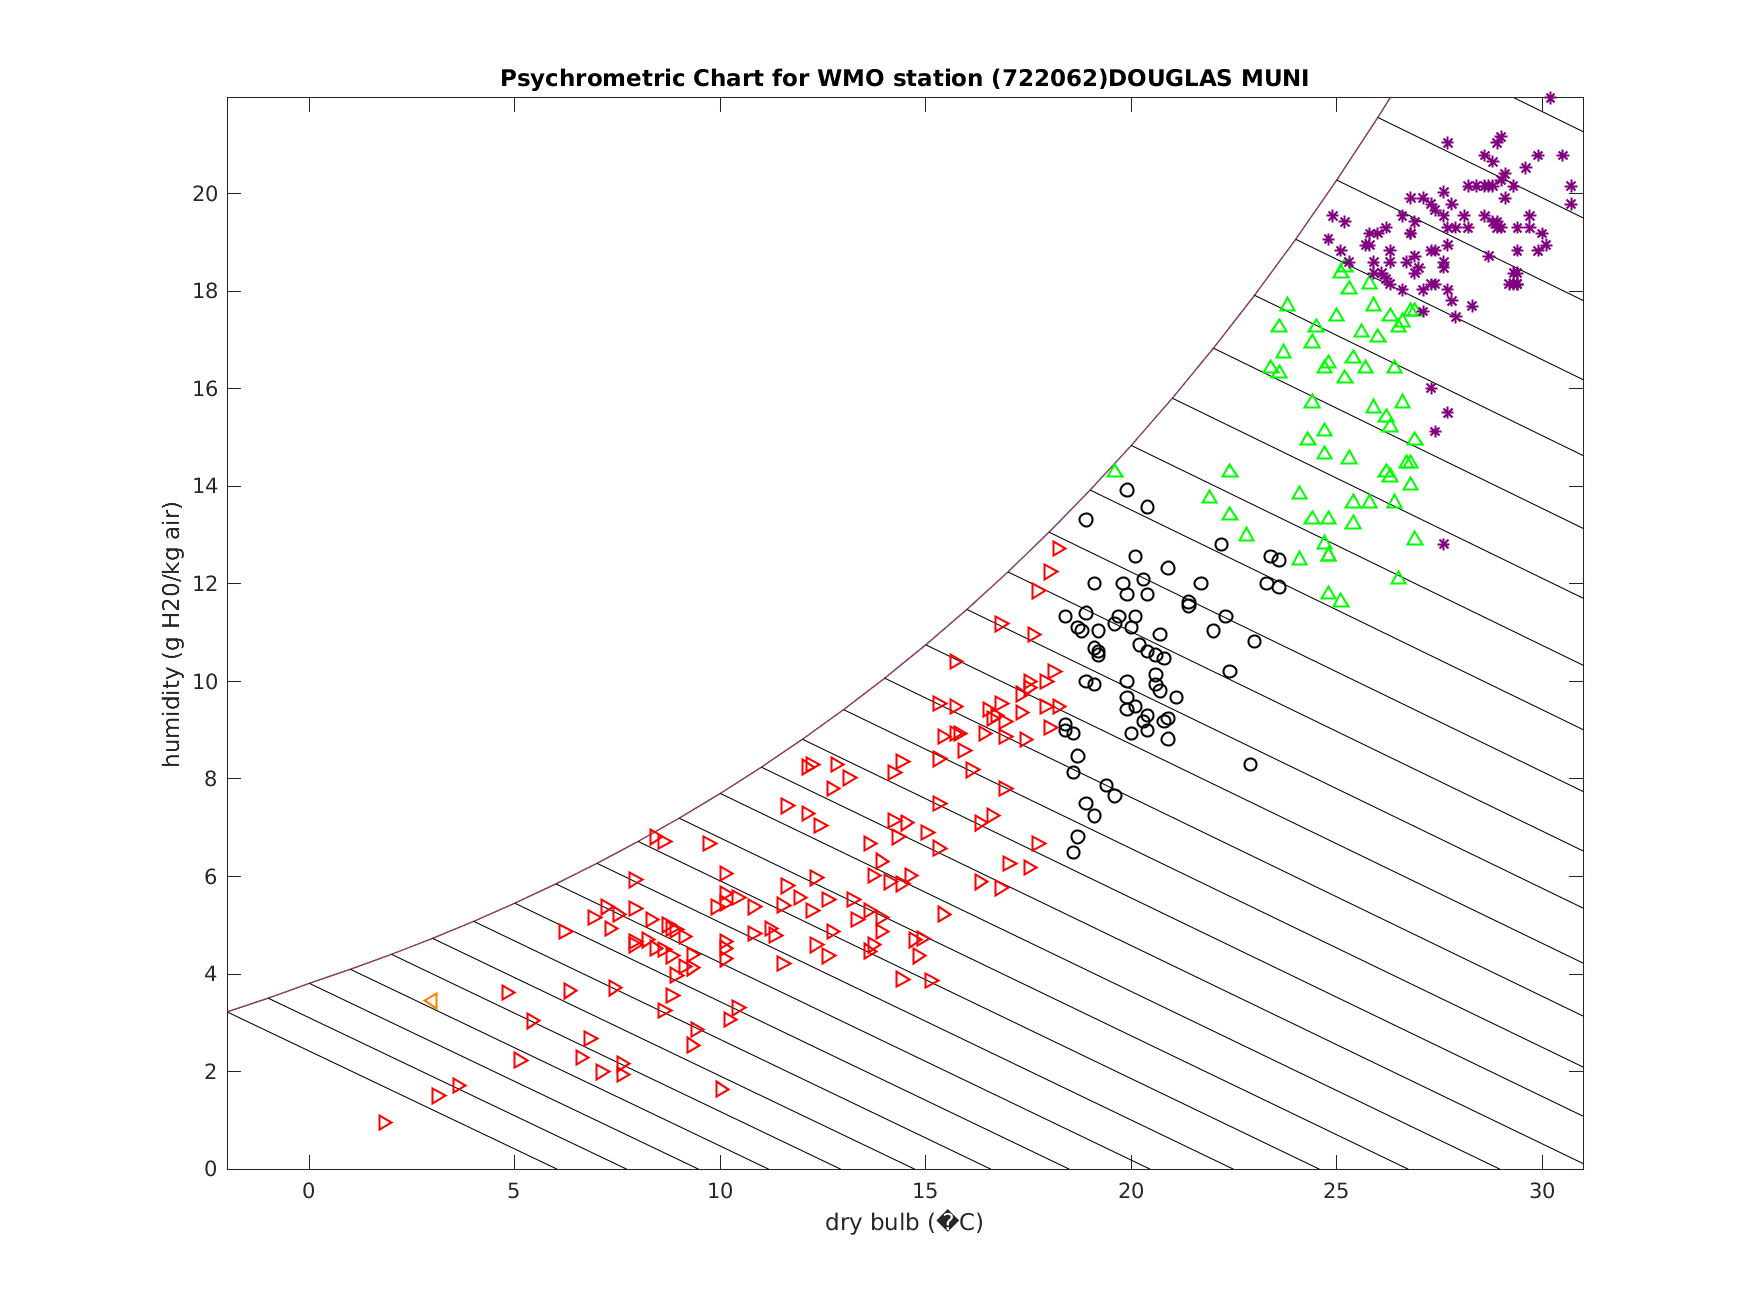 Psychrometric Chart for WMO station (722062)DOUGLAS MUNI
humidity (g H20/kg air)
20
18
16
14
12
10
8
6
4
2
0
0 5 10 15 20 25 30
dry bulb (�C)